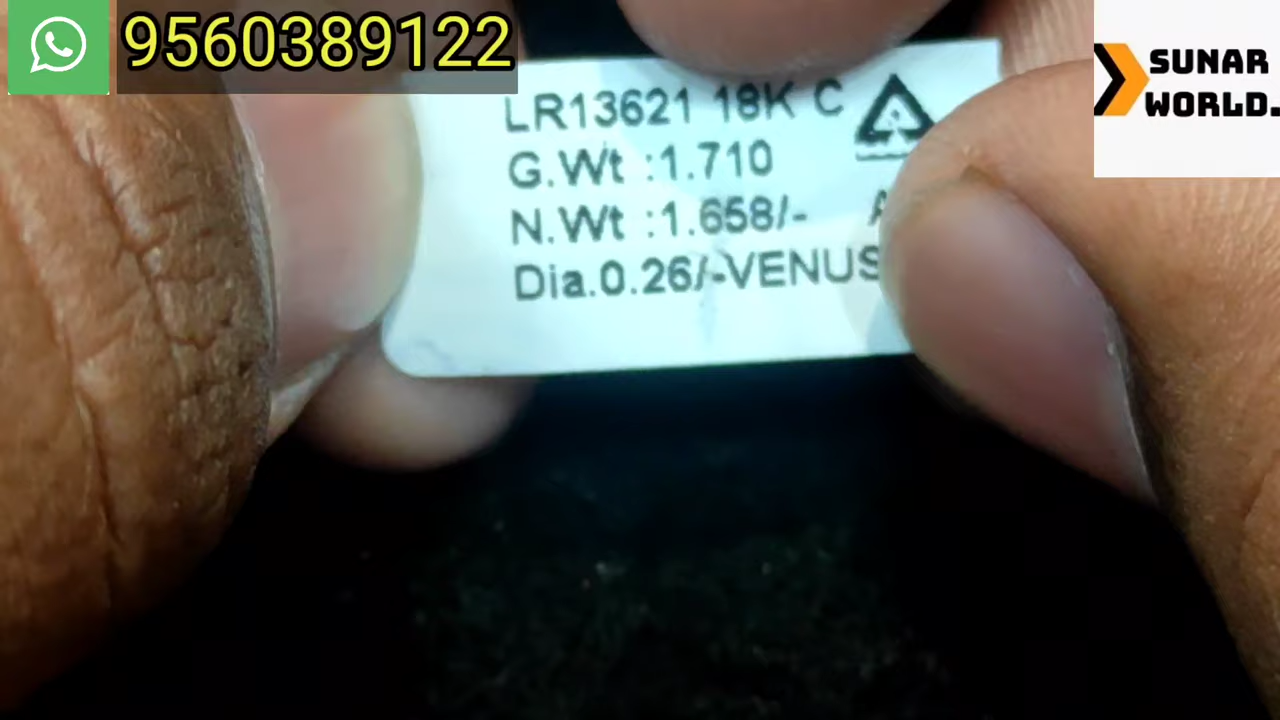 9560389122
SUNAR
WORLD.
LR13621 18K C
G.Wt :1.710
N.Wt :1.658/-
Dia.0.26/-VENUS